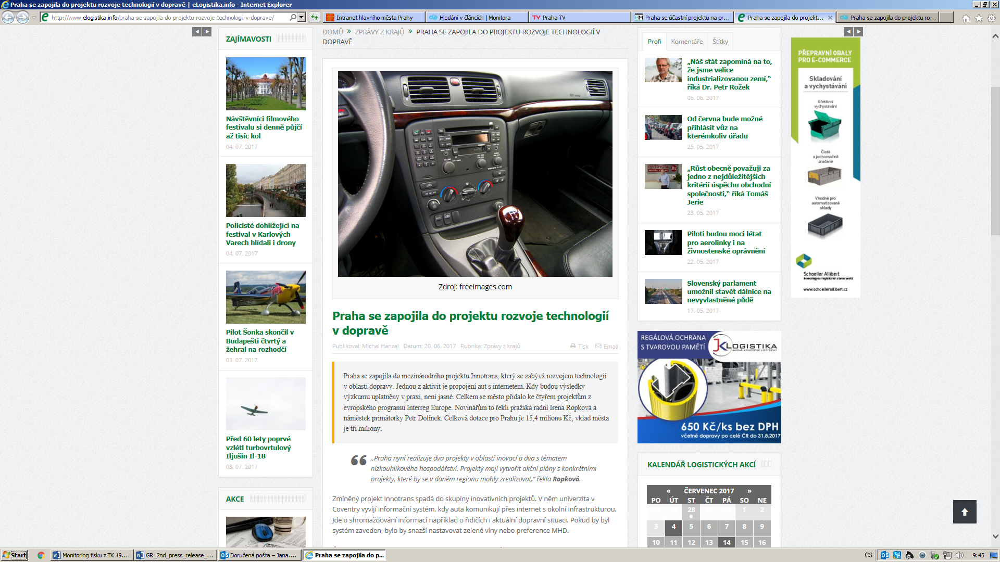 Praha se zapojila do projektu rozvoje technologií v dopravě | eLogistika.info - Internet Explorer
http://www.elogistika.info/praha-se-zapojila-do-projektu-rozvoje-technologii-v-doprave/
Intranet hlavního města Prahy
Hledání v článcích | Monitora
TV Praha TV
EM Praha se účastní projektu na pr...
Praha se zapojila do projekt...
Praha se zapojila do projektu ro...
ZAJÍMAVOSTI
Návštěvníci filmového
festivalu si denně půjčí
až tisíc kol
04. 07. 2017
Policisté dohlížející na
festival v Karlových
Varech hlídali i drony
04. 07. 2017
Pilot Šonka skončil v
Budapešti čtvrtý a
žehral na rozhodčí
03. 07. 2017
Před 60 lety poprvé
vzlétl turbovrtulový
Iljušin Il-18
03. 07. 2017
AKCE
DOMŮ » ZPRÁVY Z KRAJŮ » PRAHA SE ZAPOJILA DO PROJEKTU ROZVOJE TECHNOLOGIÍ V
DOPRAVĚ
Zdroj: freeimages.com
Praha se zapojila do projektu rozvoje technologií
v dopravě
Publikoval: Michal Hanzal Datum: 20. 06. 2017 Rubrika: Zprávy z krajů Tisk Email
Praha se zapojila do mezinárodního projektu Innotrans, který se zabývá rozvojem technologií
v oblasti dopravy. Jednou z aktivit je propojení aut s internetem. Kdy budou výsledky
výzkumu uplatněny v praxi, není jasné. Celkem se město přidalo ke čtyřem projektům z
evropského programu Interreg Europe. Novinářům to řekli pražská radní Irena Ropková a
náměstek primátorky Petr Dolínek. Celková dotace pro Prahu je 15,4 milionu Kč, vklad města
je tři miliony.
„Praha nyní realizuje dva projekty v oblasti inovací a dva s tématem
nízkouhlíkového hospodářství. Projekty mají vytvořit akční plány s konkrétními
projekty, které by se v daném regionu mohly zrealizovat,“ řekla Ropková.
Zmíněný projekt Innotrans spadá do skupiny inovativních projektů. V něm univerzita v
Coventry vyvíjí informační systém, kdy auta komunikují přes internet s okolní infrastrukturou.
Jde o shromažďování informací například o řidičích i aktuální dopravní situaci. Pokud by byl
systém zaveden, bylo by snazší nastavovat zelené vlny nebo preference MHD.
Profi Komentáře Štítky
„Náš stát zapomíná na to,
že jsme velice
industrializovanou zemí,“
říká Dr. Petr Rožek
06. 06. 2017
Od června bude možné
přihlásit vůz na
kterémkoliv úřadu
25. 05. 2017
„Růst obecně považuji za
jedno z nejdůležitějších
kritérií úspěchu obchodní
společnosti,“ říká Tomáš
Jerie
23. 05. 2017
Piloti budou moci létat
pro aerolinky i na
živnostenské oprávnění
22. 05. 2017
Slovenský parlament
umožnil stavět dálnice na
nevyvlastněné půdě
17. 05. 2017
REGÁLOVÁ OCHRANA
S TVAROVOU PAMĚTÍ
JK LOGISTIKA
JASNÁ KONCEPCE LOGISTIKY
650 Kč/ks bez DPH
včetně dopravy po celé ČR do 31.8.2017
KALENDÁŘ LOGISTICKÝCH AKCÍ
« ČERVENEC 2017 »
PO ÚT ST ČT PÁ SO NE
28 1 2
3 4 5 6 7 8 9
10 11 12 13 14 15 16
PŘEPRAVNÍ OBALY
PRO E-COMMERCE
Skladování
a vychystávání
Efektivní
vychystávání
Čisté
a jednoznačně
značené
Vhodné pro
automatizované
sklady
Schoeller Allibert
Innovating your logistics for a better world
www.schoellerallibert.cz
Start
Monitoring tisku z TK 19....
GR_2nd_press_release_...
Doručená pošta – Jana....
Praha se zapojila do p...
CS
9:45